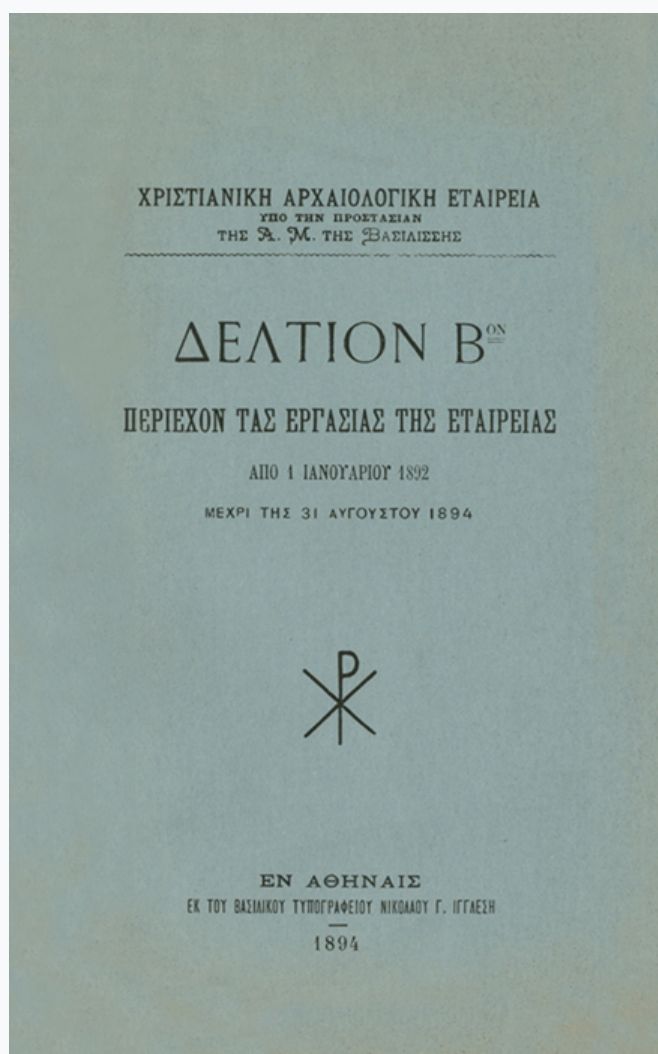 ΧΡΙΣΤΙΑΝΙΚΗ ΑΡΧΑΙΟΛΟΓΙΚΗ ΕΤΑΙΡΕΙΑ
ΥΠΟ ΤΗΝ ΠΡΟΣΤΑΣΙΑΝ
ΤΗΣ Α. Μ. ΤΗΣ ΒΑΣΙΛΙΣΣΗΣ
ΔΕΛΤΙΟΝ Β ΟΝ
ΠΕΡΙΕΧΟΝ ΤΑΣ ΕΡΓΑΣΙΑΣ ΤΗΣ ΕΤΑΙΡΕΙΑΣ
ΑΠΟ 1 ΙΑΝΟΥΑΡΙΟΥ 1892
ΜΕΧΡΙ ΤΗΣ 31 ΑΥΓΟΥΣΤΟΥ 1894
ΕΝ ΑΘΗΝΑΙΣ
ΕΚ ΤΟΥ ΒΑΣΙΛΙΚΟΥ ΤΥΠΟΓΡΑΦΕΙΟΥ ΝΙΚΟΛΑΟΥ Γ. ΙΓΓΛΕΣΗ
1894